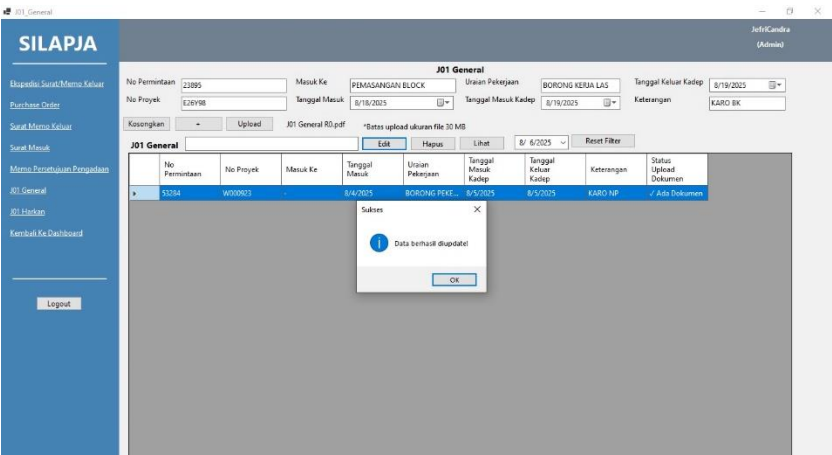 J01_General
SILAPJA
JefriCandra
(Admin)
Ekspedisi Surat/Memo Keluar
Purchase Order
Surat Memo Keluar
Surat Masuk
Memo Persetujuan Pengadaan
J01 General
J01 Harkan
Kembali Ke Dashboard
Logout
J01 General
No Permintaan 23895 Masuk Ke PEMASANGAN BLOCK Uraian Pekerjaan BORONG KERJA LAS Tanggal Keluar Kadep 8/19/2025
No Proyek E26Y98 Tanggal Masuk 8/18/2025 Tanggal Masuk Kadep 8/19/2025 Keterangan KARO BK
Kosongkan - Upload J01 General R0.pdf *Batas upload ukuran file 30 MB
J01 General Edit Hapus Lihat 8/ 6/2025 Reset Filter
No Permintaan No Proyek Masuk Ke Tanggal Masuk Uraian Pekerjaan Tanggal Masuk Kadep Tanggal Keluar Kadep Keterangan Status Upload Dokumen
53284 W000923 - 8/4/2025 BORONG PEKE... 8/5/2025 8/5/2025 KARO NP ✓ Ada Dokumen
Sukses
Data berhasil diupdate!
OK